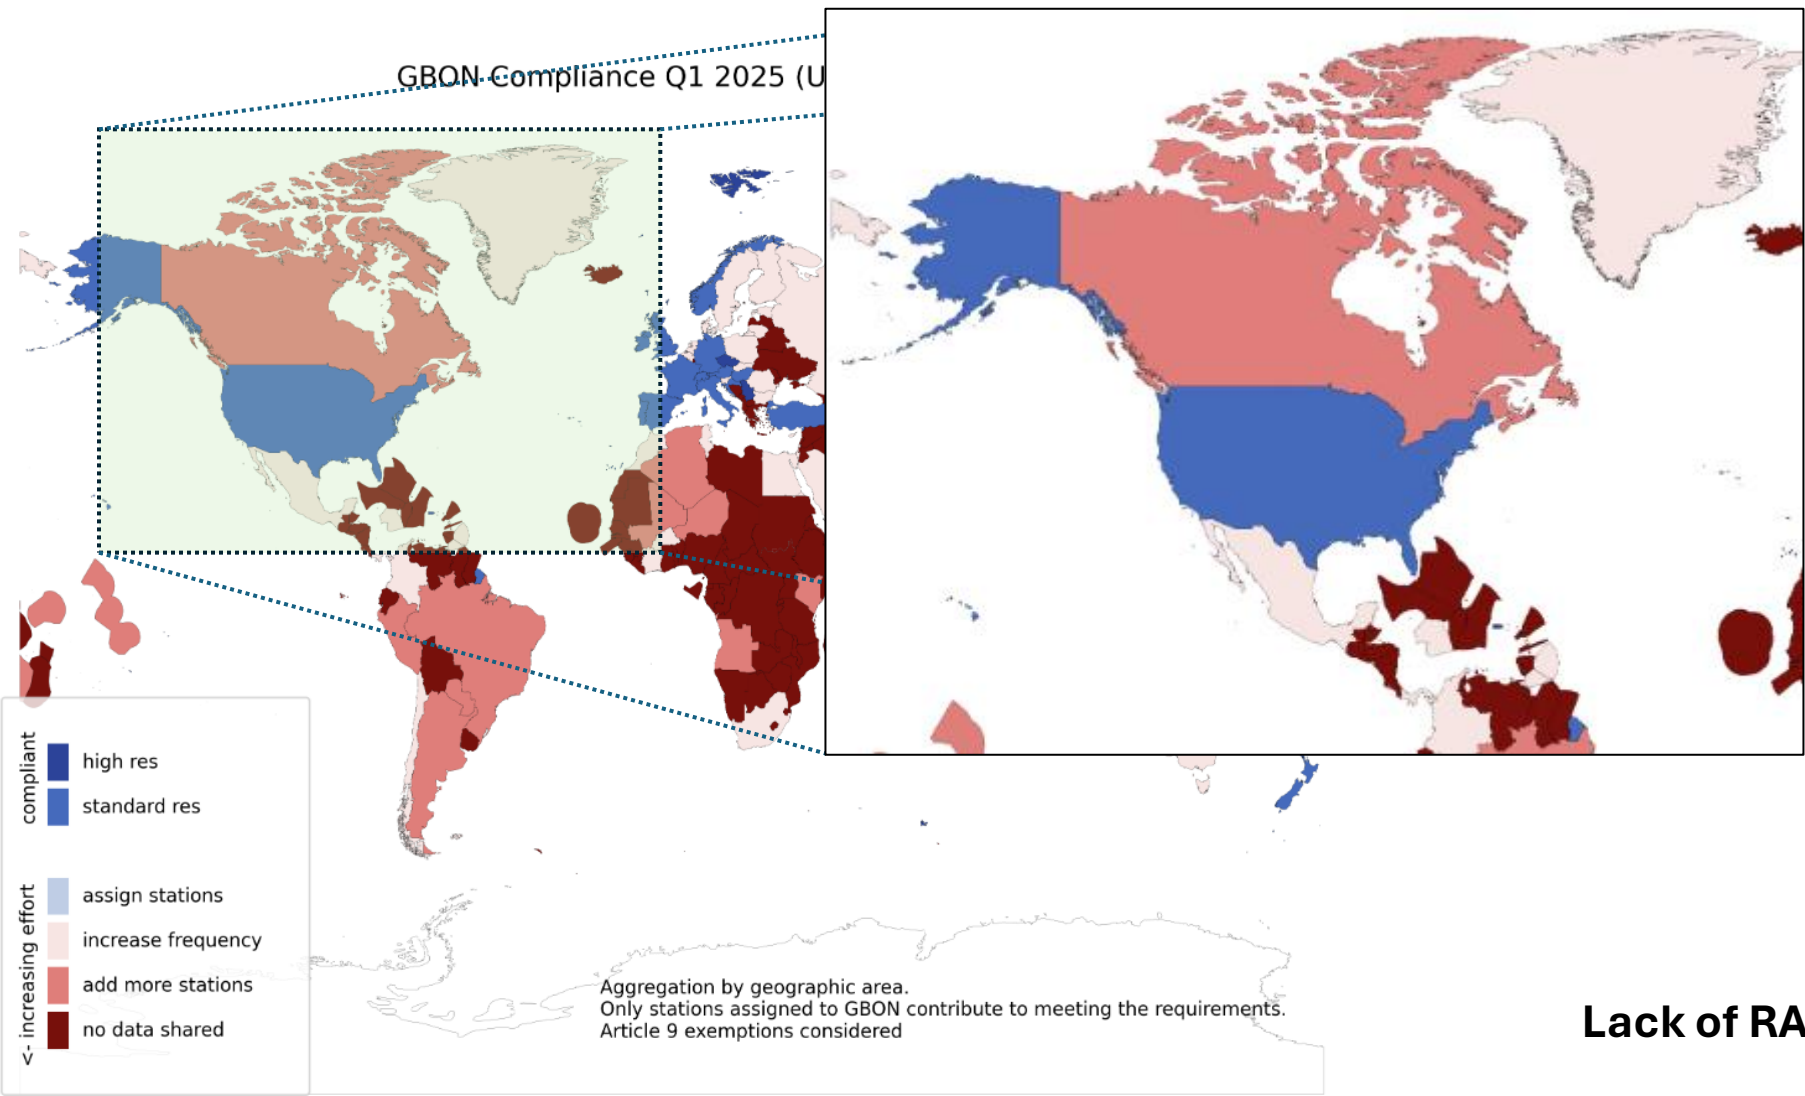 GBON Compliance Q1 2025 (U
compliant
high res
standard res
<- increasing effort
assign stations
increase frequency
add more stations
no data shared
Aggregation by geographic area.
Only stations assigned to GBON contribute to meeting the requirements.
Article 9 exemptions considered
Lack of RA